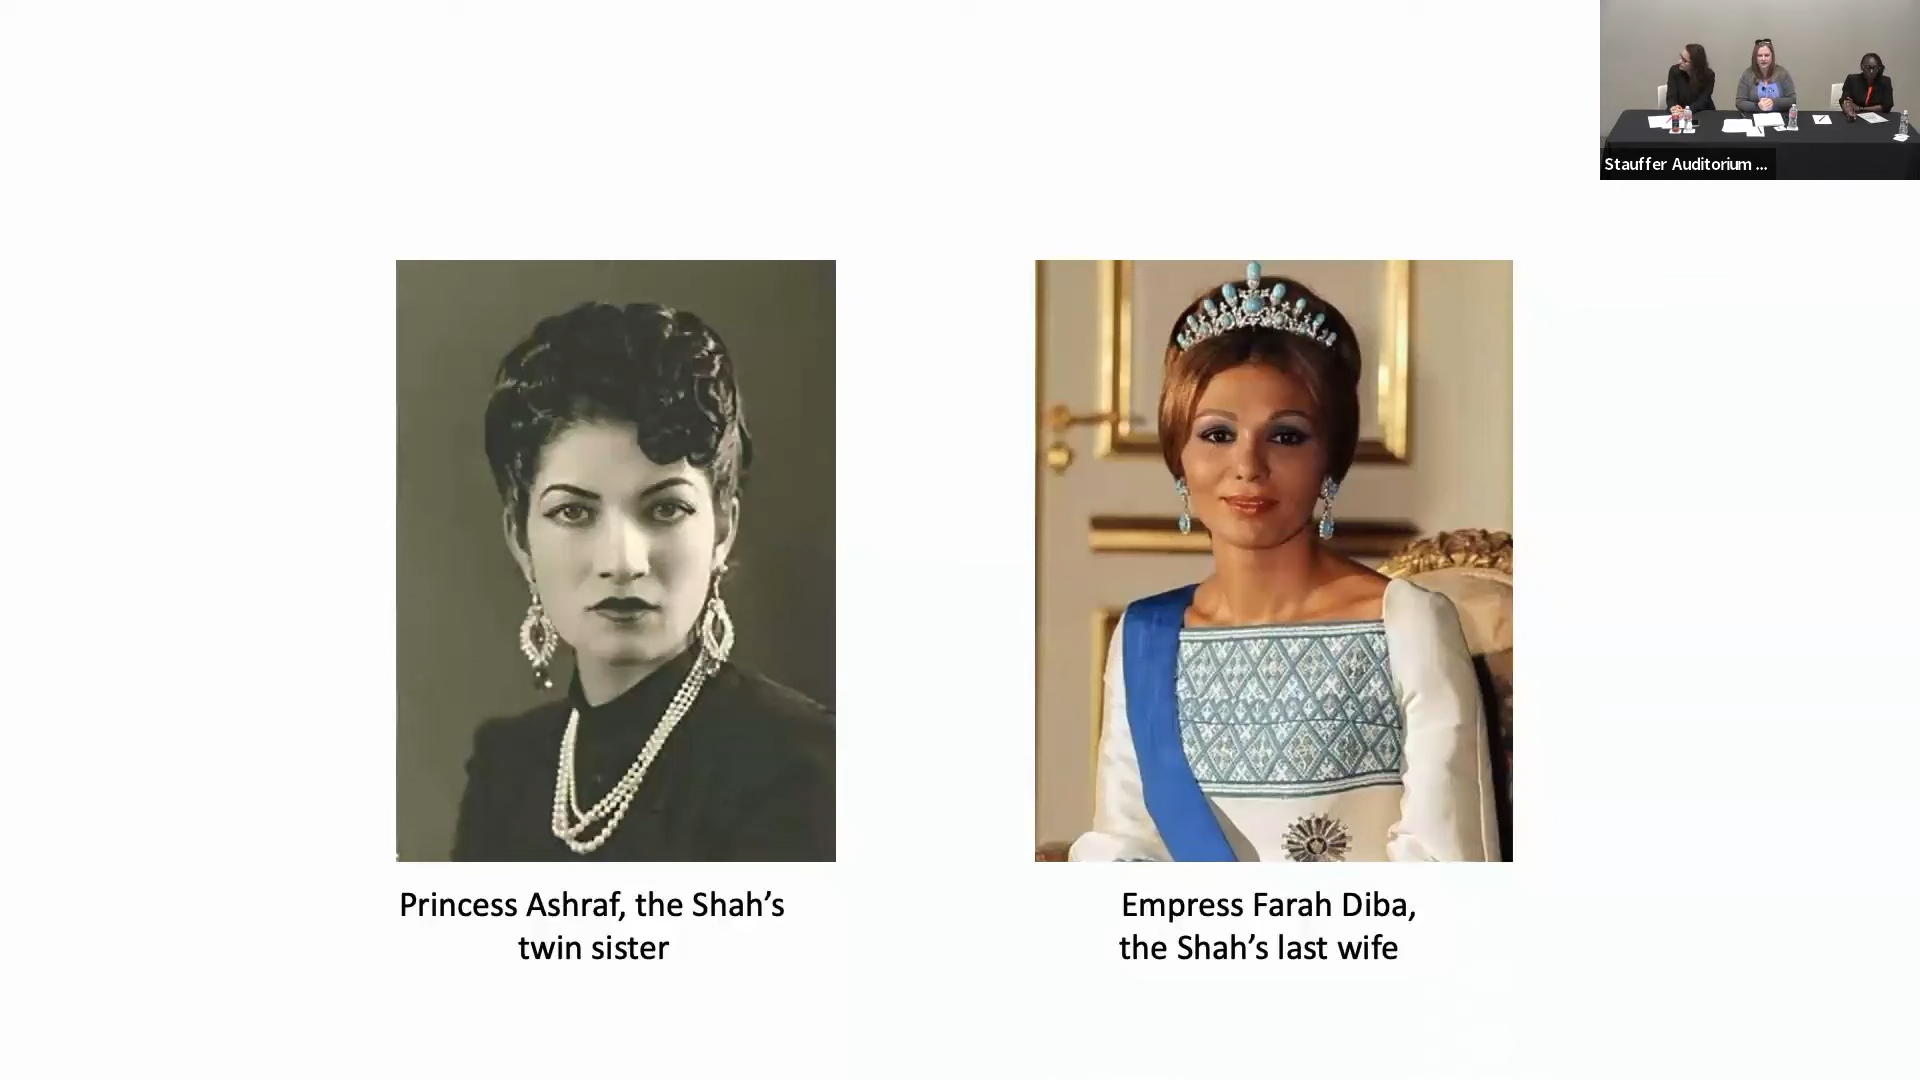 Stauffer Auditorium ...
Princess Ashraf, the Shah’s
twin sister
Empress Farah Diba,
the Shah’s last wife